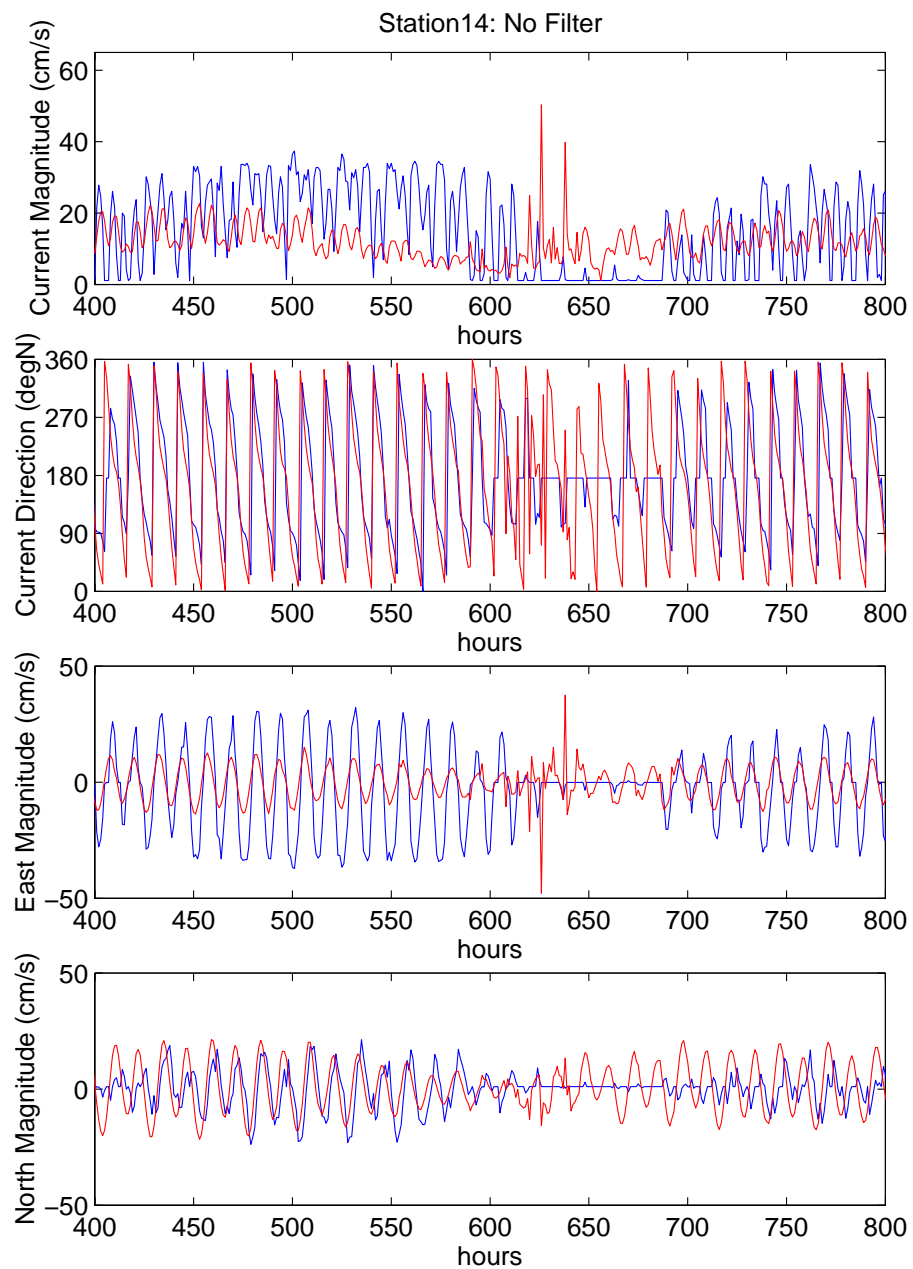 Station14: No Filter
Current Magnitude (cm/s)
60
40
20
0
400 450 500 550 600 650 700 750 800
hours
Current Direction (degN)
360
270
180
90
0
400 450 500 550 600 650 700 750 800
hours
East Magnitude (cm/s)
50
0
−50
400 450 500 550 600 650 700 750 800
hours
North Magnitude (cm/s)
50
0
−50
400 450 500 550 600 650 700 750 800
hours